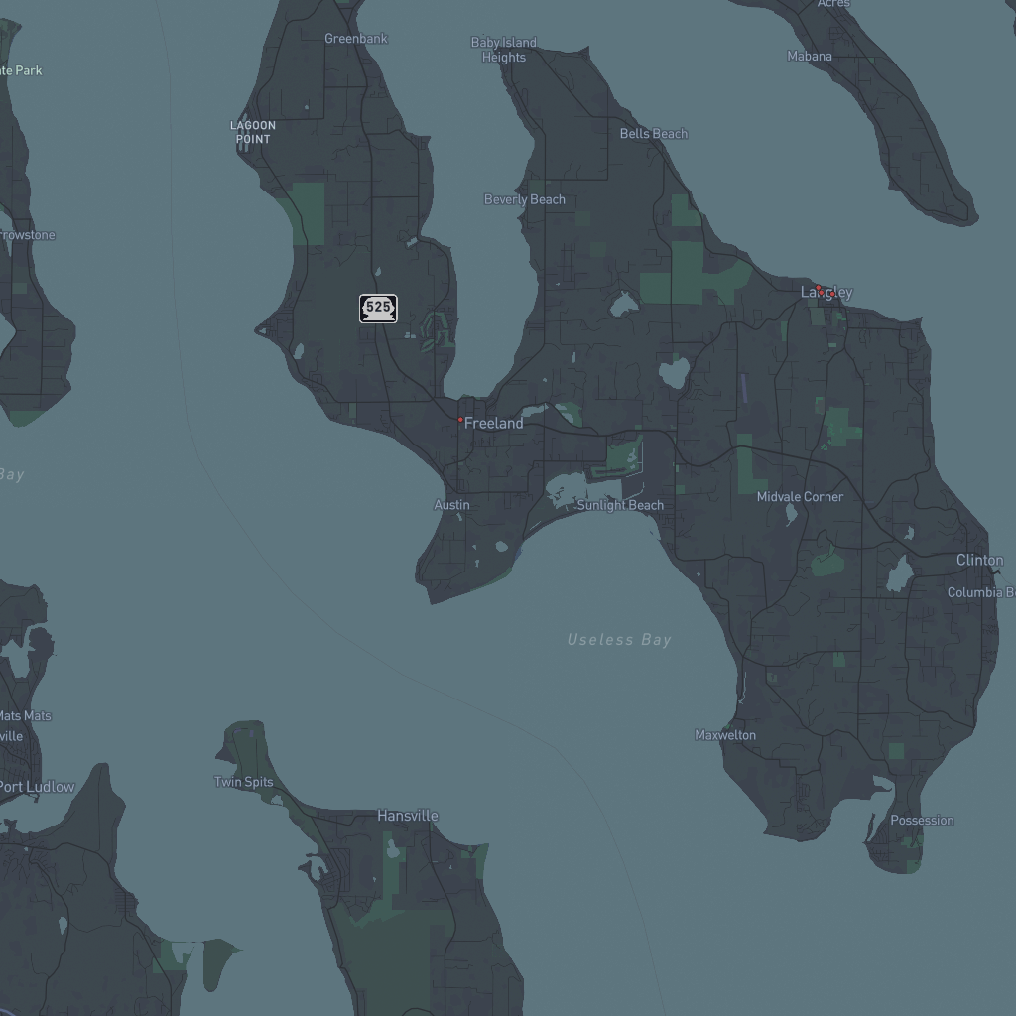 Acres
Greenbank
Baby Island
Heights
Mabana
ate Park
LAGOON
POINT
Bells Beach
Beverly Beach
rrowstone
Langley
525
Freeland
Bay
Austin
Sunlight Beach
Midvale Corner
Clinton
Columbia Be
Useless Bay
Mats Mats
ville
Maxwelton
Twin Spits
Port Ludlow
Hansville
Possession